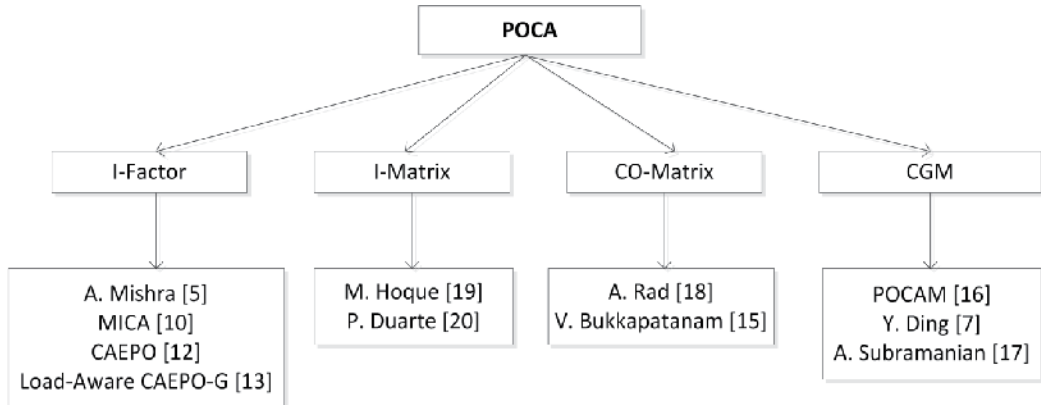 POCA
I-Factor
I-Matrix
CO-Matrix
CGM
A. Mishra [5]
MICA [10]
CAEPO [12]
Load-Aware CAEPO-G [13]
M. Hoque [19]
P. Duarte [20]
A. Rad [18]
V. Bukkapatanam [15]
POCAM [16]
Y. Ding [7]
A. Subramanian [17]